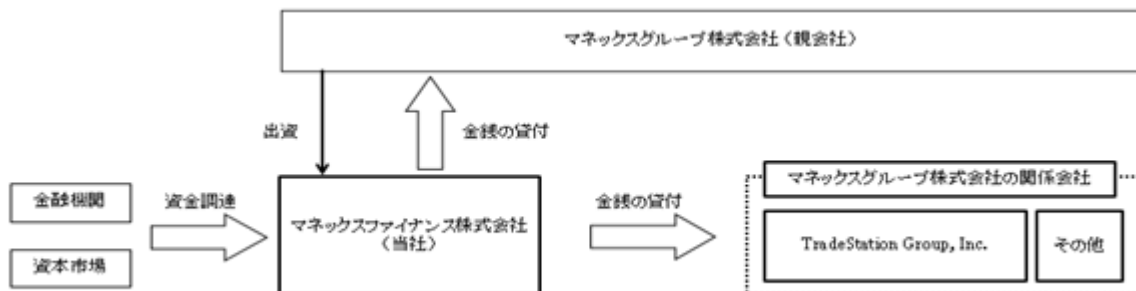 マネックスグループ株式会社（親会社）
出資
金銭の貸付
金融機関
資金調達
マネックスファイナンス株式会社
（当社）
金銭の貸付
マネックスグループ株式会社の関係会社
TradeStation Group, Inc.
その他
資本市場